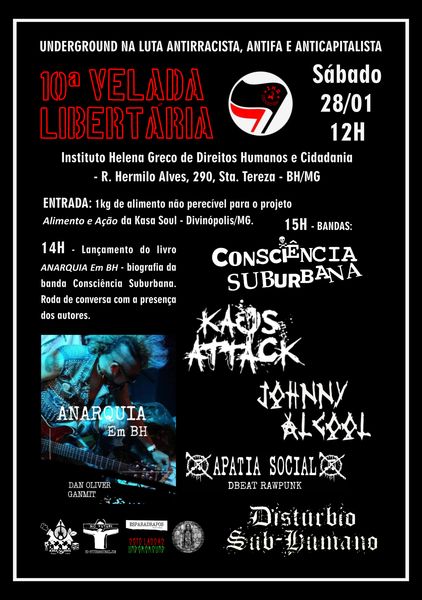 UNDERGROUND NA LUTA ANTIRRACISTA, ANTIFA E ANTICAPITALISTA
10ª VELADA
LIBERTÁRIA
Sábado
28/01
12H
Instituto Helena Greco de Direitos Humanos e Cidadania
- R. Hermilo Alves, 290, Sta. Tereza - BH/MG
ENTRADA: 1kg de alimento não perecível para o projeto
Alimento e Ação da Kasa Soul - Divinópolis/MG.
14H - Lançamento do livro
ANARQUIA Em BH - biografia da
banda Consciência Suburbana.
Roda de conversa com a presença
dos autores.
ANARQUIA
Em BH
DAN OLIVER
GANMIT
15H - BANDAS:
CONSCIÊNCIA
SUBURBANA
KAOS
ATTACK
JOHNNY
ALCOOL
APATIA SOCIAL
DBEAT RAWPUNK
Distúrbio
Sub-Humano
ESPARADRAPOS